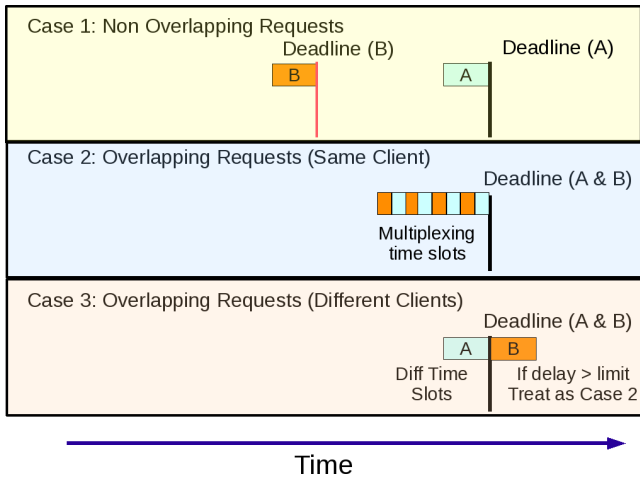 Case 1: Non Overlapping Requests
Deadline (B)
Deadline (A)
B
A
Case 2: Overlapping Requests (Same Client)
Deadline (A & B)
Multiplexing
time slots
Case 3: Overlapping Requests (Different Clients)
Deadline (A & B)
A
B
Diff Time
Slots
If delay > limit
Treat as Case 2
Time